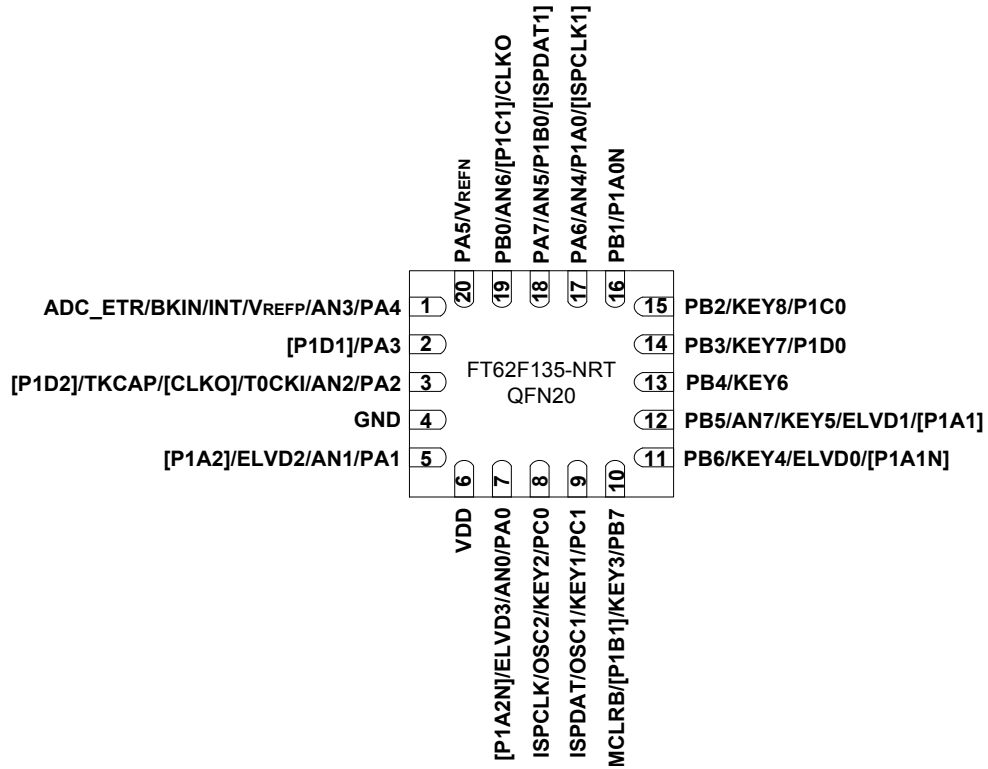 PA5/VREFN
PB0/AN6/[P1C1]/CLKO
PA7/AN5/P1B0/[ISPDAT1]
PA6/AN4/P1A0/[ISPCLK1]
PB1/P1A0N
20
19
18
17
16
ADC_ETR/BKIN/INT/VREFP/AN3/PA4
1
15
PB2/KEY8/P1C0
[P1D1]/PA3
2
14
PB3/KEY7/P1D0
FT62F135-NRT
QFN20
[P1D2]/TKCAP/[CLKO]/T0CKI/AN2/PA2
3
13
PB4/KEY6
GND
4
12
PB5/AN7/KEY5/ELVD1/[P1A1]
[P1A2]/ELVD2/AN1/PA1
5
11
PB6/KEY4/ELVD0/[P1A1N]
6
7
8
9
10
VDD
[P1A2N]/ELVD3/AN0/PA0
ISPCLK/OSC2/KEY2/PC0
ISPDAT/OSC1/KEY1/PC1
MCLRB/[P1B1]/KEY3/PB7